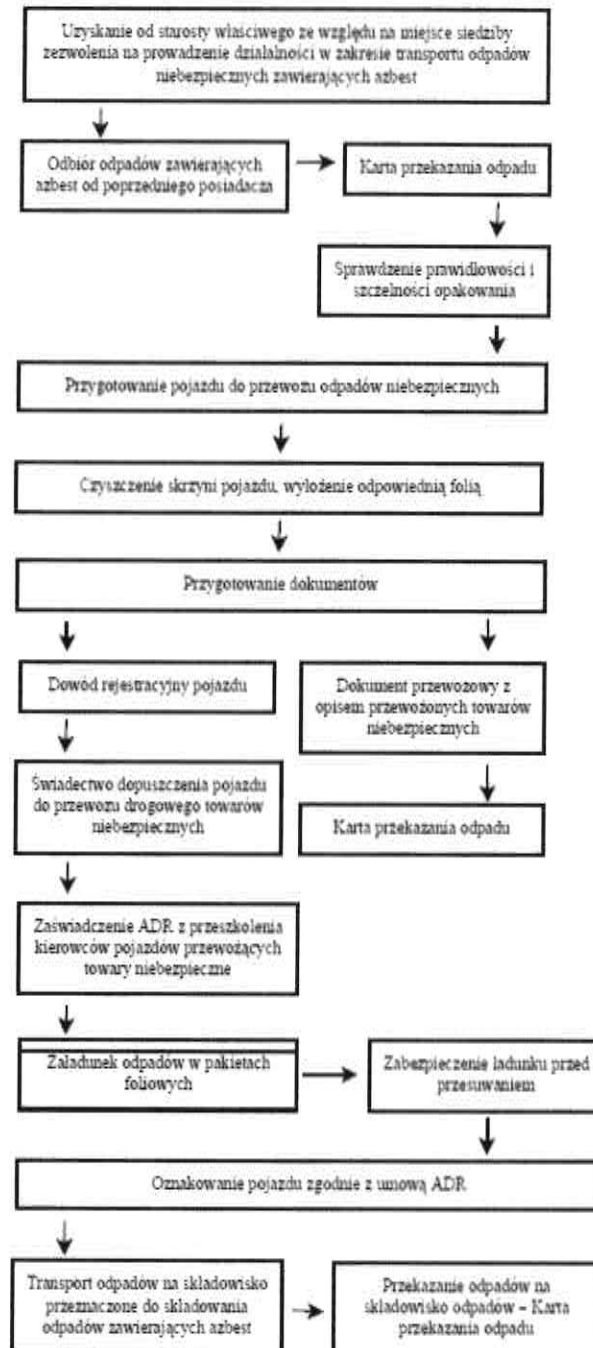 Uzyskanie od starosty właściwego ze względu na miejsce siedziby
zezwolenia na prowadzenie działalności w zakresie transportu odpadów
niebezpiecznych zawierających azbest
Odbiór odpadów zawierających
azbest od poprzedniego posiadacza
Karta przekazania odpadu
Sprawdzenie prawidłowości i
szczelności opakowania
Przygotowanie pojazdu do przewozu odpadów niebezpiecznych
Czyszczenie skrzyni pojazdu, wyłożenie odpowiednią folią
Przygotowanie dokumentów
Dowód rejestracyjny pojazdu
Dokument przewozowy z
opisem przewożonych towarów
niebezpiecznych
Świadectwo dopuszczenia pojazdu
do przewozu drogowego towarów
niebezpiecznych
Karta przekazania odpadu
Zaświadczenie ADR z przeszkolenia
kierowców pojazdów przewożących
towary niebezpieczne
Załadunek odpadów w pakietach
foliowych
Zabezpieczenie ładunku przed
przesuwaniem
Oznakowanie pojazdu zgodnie z umową ADR
Transport odpadów na składowisko
przeznaczone do składowania
odpadów zawierających azbest
Przekazanie odpadów na
składowisko odpadów – Karta
przekazania odpadu